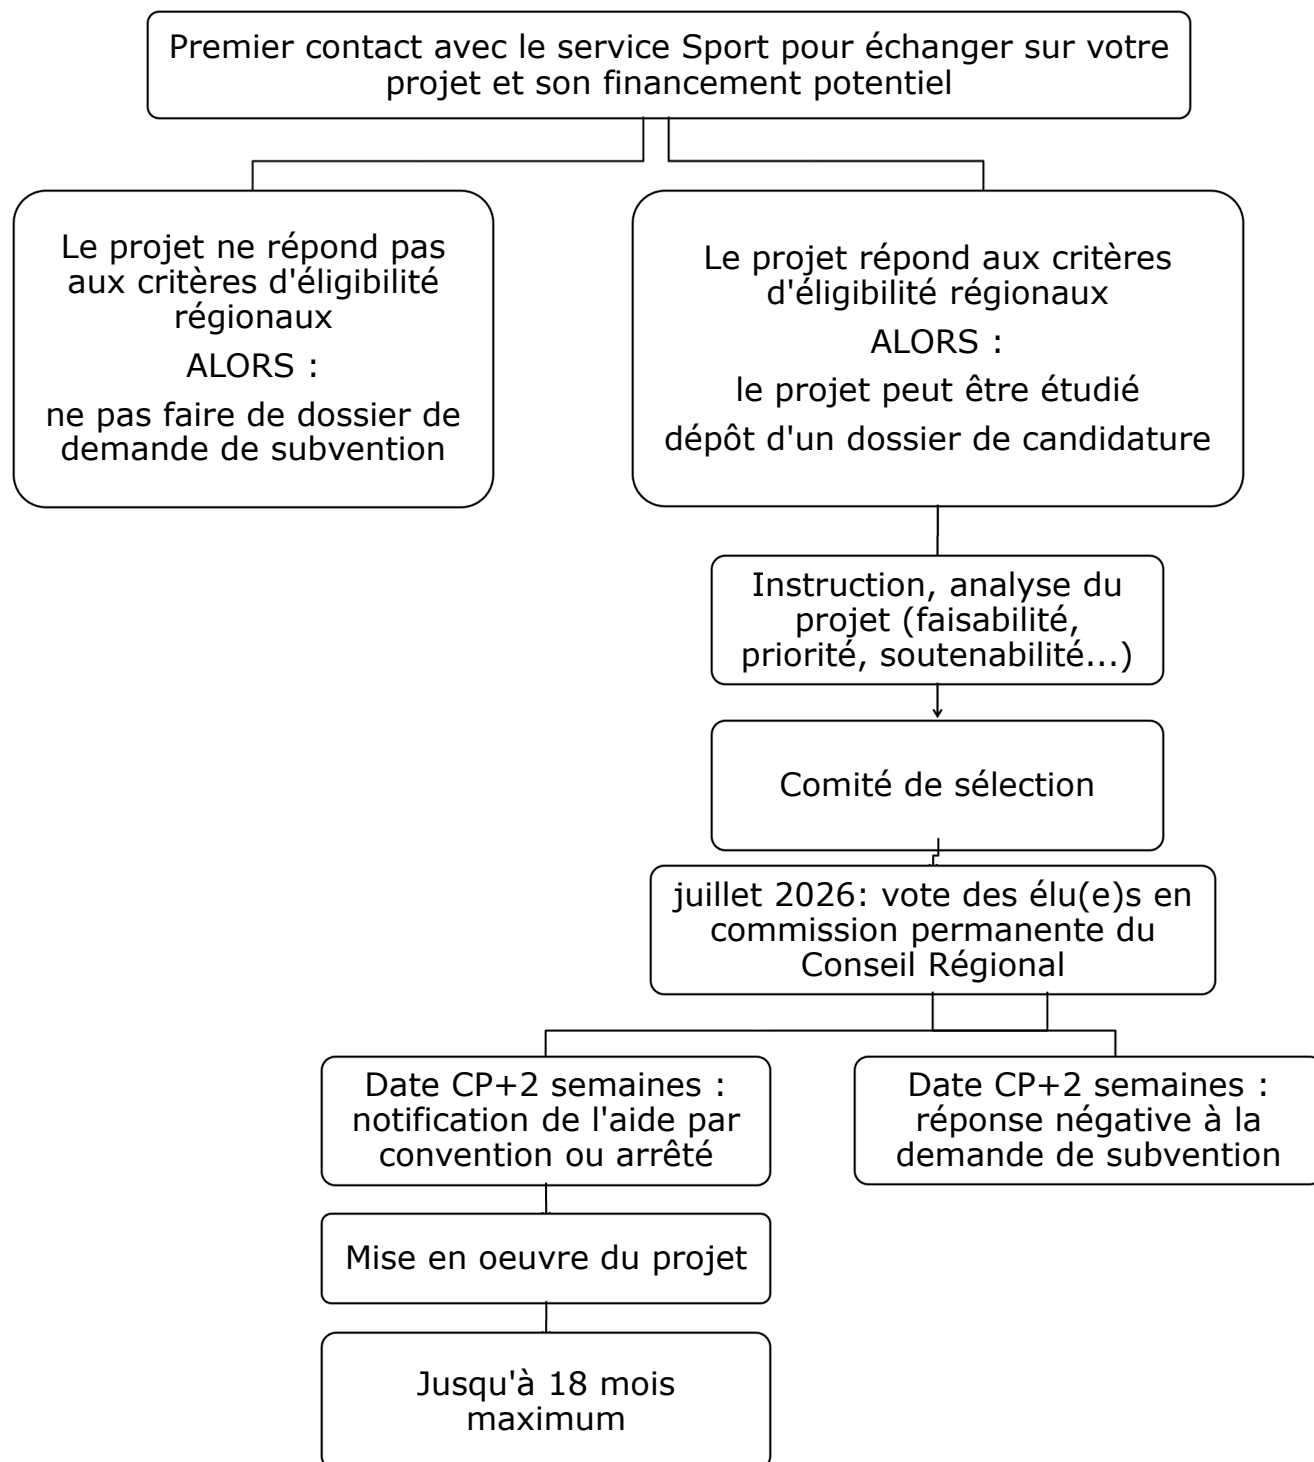 Premier contact avec le service Sport pour échanger sur votre
projet et son financement potentiel
Le projet ne répond pas
aux critères d'éligibilité
régionaux
ALORS :
ne pas faire de dossier de
demande de subvention
Le projet répond aux critères
d'éligibilité régionaux
ALORS :
le projet peut être étudié
dépôt d'un dossier de candidature
Instruction, analyse du
projet (faisabilité,
priorité, soutenabilité...)
Comité de sélection
juillet 2026: vote des élu(e)s en
commission permanente du
Conseil Régional
Date CP+2 semaines :
notification de l'aide par
convention ou arrêté
Date CP+2 semaines :
réponse négative à la
demande de subvention
Mise en oeuvre du projet
Jusqu'à 18 mois
maximum